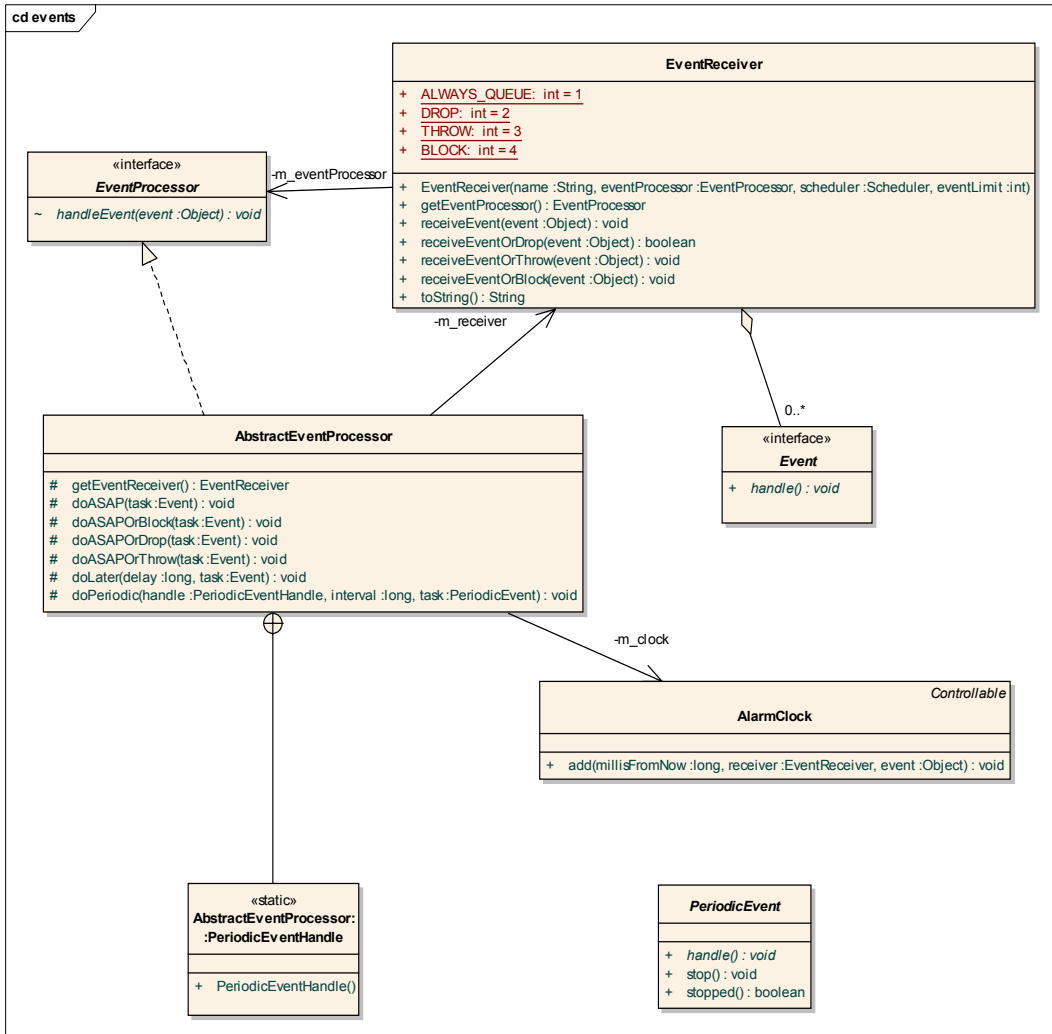 cd events
EventReceiver
+ ALWAYS_QUEUE: int = 1
+ DROP: int = 2
+ THROW: int = 3
+ BLOCK: int = 4
+ EventReceiver(name :String, eventProcessor :EventProcessor, scheduler :Scheduler, eventLimit :int)
+ getEventProcessor() : EventProcessor
+ receiveEvent(event :Object) : void
+ receiveEventOrDrop(event :Object) : boolean
+ receiveEventOrThrow(event :Object) : void
+ receiveEventOrBlock(event :Object) : void
+ toString() : String
«interface»
EventProcessor
~ handleEvent(event :Object) : void
-m_eventProcessor
-m_receiver
0..*
«interface»
Event
+ handle() : void
AbstractEventProcessor
# getEventReceiver() : EventReceiver
# doASAP(task :Event) : void
# doASAPOrBlock(task :Event) : void
# doASAPOrDrop(task :Event) : void
# doASAPOrThrow(task :Event) : void
# doLater(delay :long, task :Event) : void
# doPeriodic(handle :PeriodicEventHandle, interval :long, task :PeriodicEvent) : void
-m_clock
Controllable
AlarmClock
+ add(millisFromNow :long, receiver :EventReceiver, event :Object) : void
«static»
AbstractEventProcessor:
:PeriodicEventHandle
+ PeriodicEventHandle()
PeriodicEvent
+ handle() : void
+ stop() : void
+ stopped() : boolean